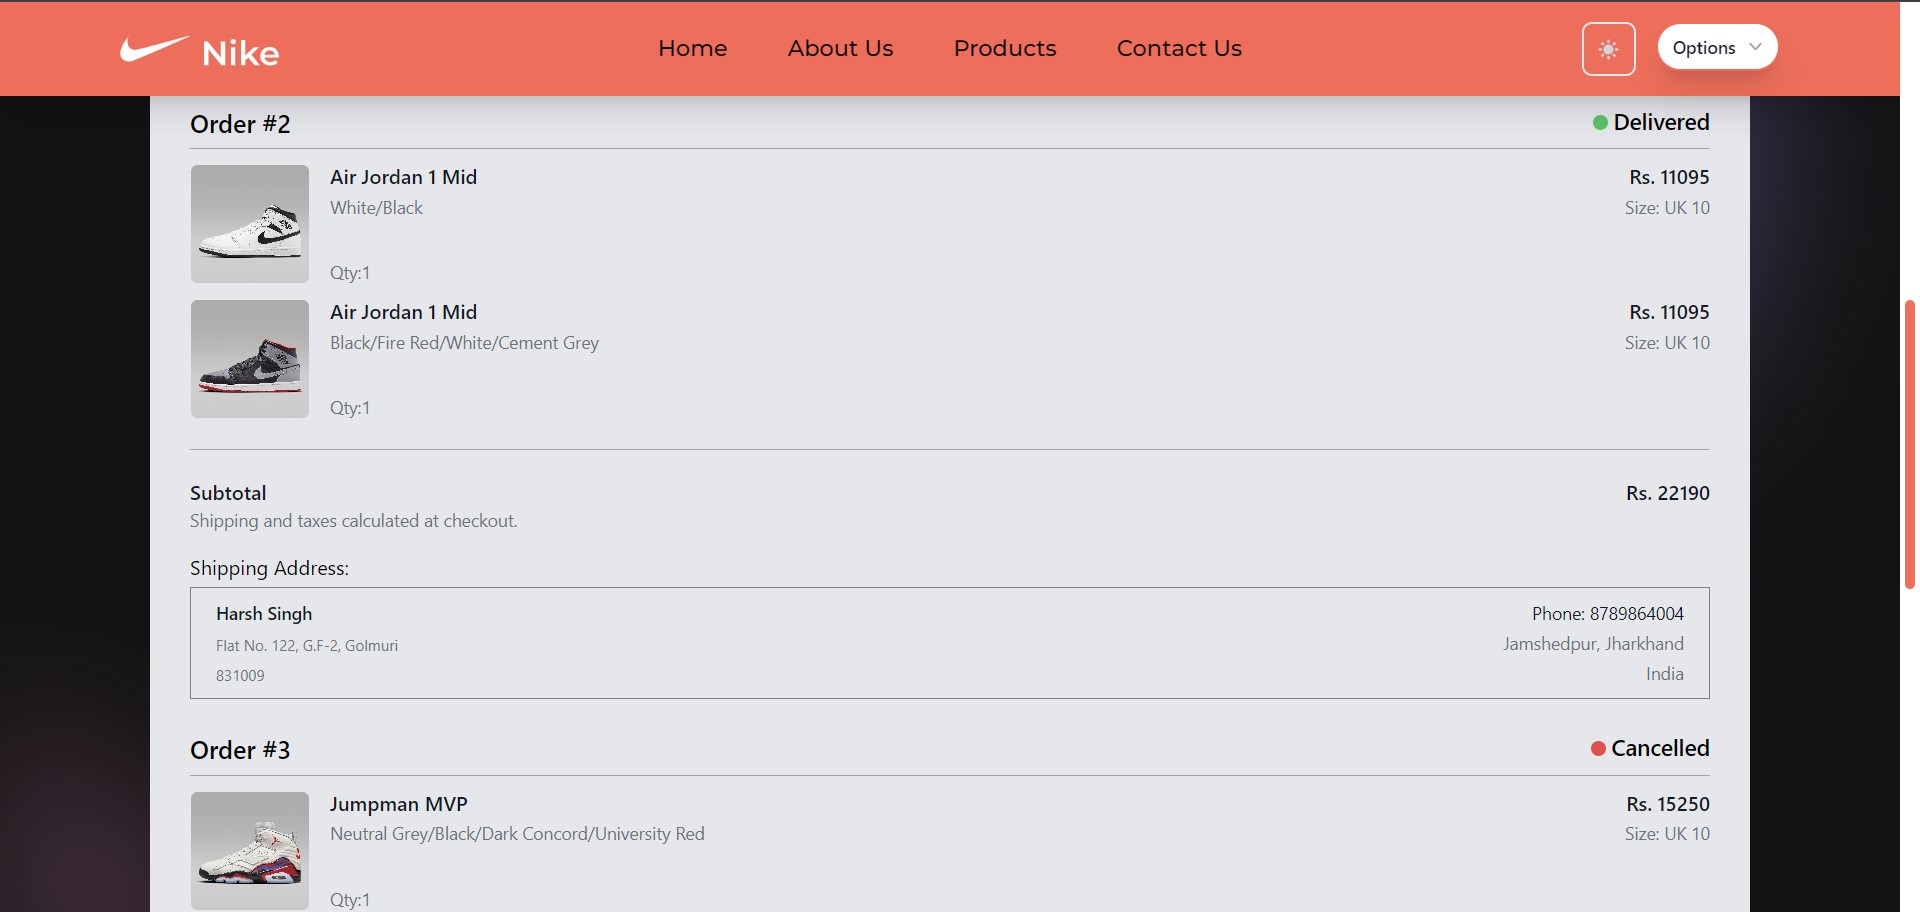 Nike
Home About Us Products Contact Us
Options
Order #2 Delivered
Air Jordan 1 Mid Rs. 11095
White/Black Size: UK 10
Qty:1
Air Jordan 1 Mid Rs. 11095
Black/Fire Red/White/Cement Grey Size: UK 10
Qty:1
Subtotal Rs. 22190
Shipping and taxes calculated at checkout.
Shipping Address:
Harsh Singh Phone: 8789864004
Flat No. 122, G.F-2, Golmuri Jamshedpur, Jharkhand
831009 India
Order #3 Cancelled
Jumpman MVP Rs. 15250
Neutral Grey/Black/Dark Concord/University Red Size: UK 10
Qty:1